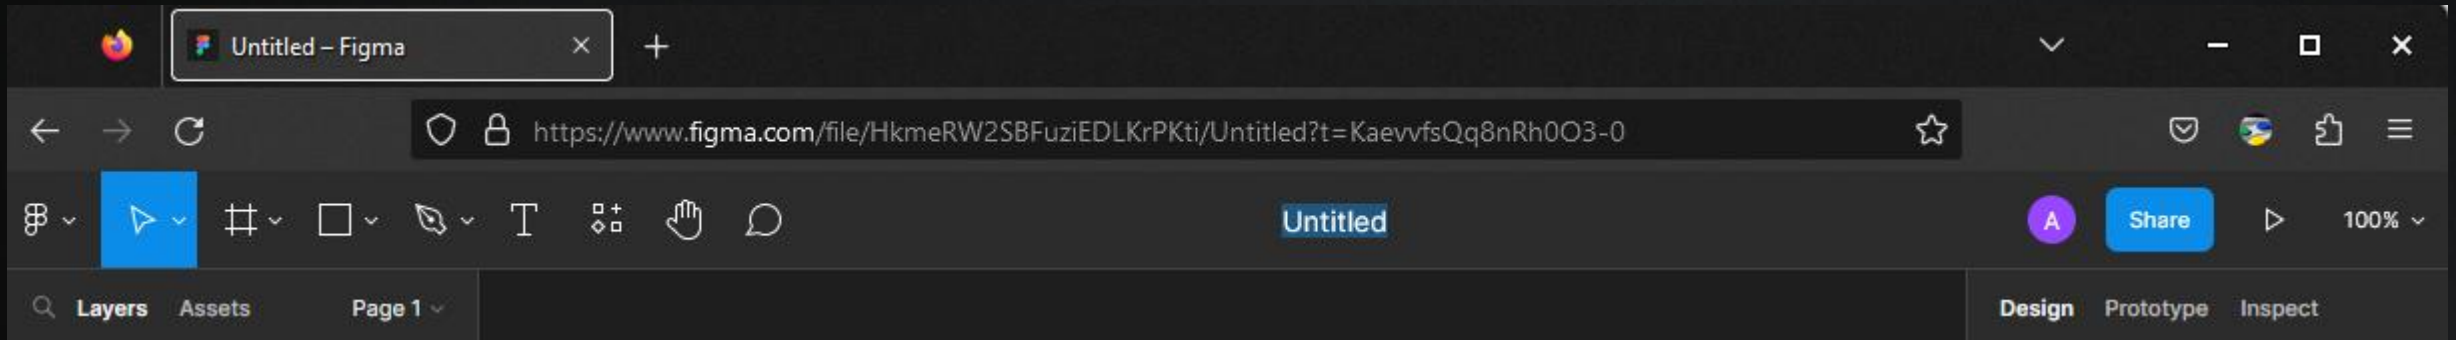 Untitled – Figma
https://www.figma.com/file/HkmeRW2SBFuziEDLKrPKti/Untitled?t=KaevvfsQq8nRh0O3-0
Untitled A Share 100%
Layers Assets Page 1 Design Prototype Inspect